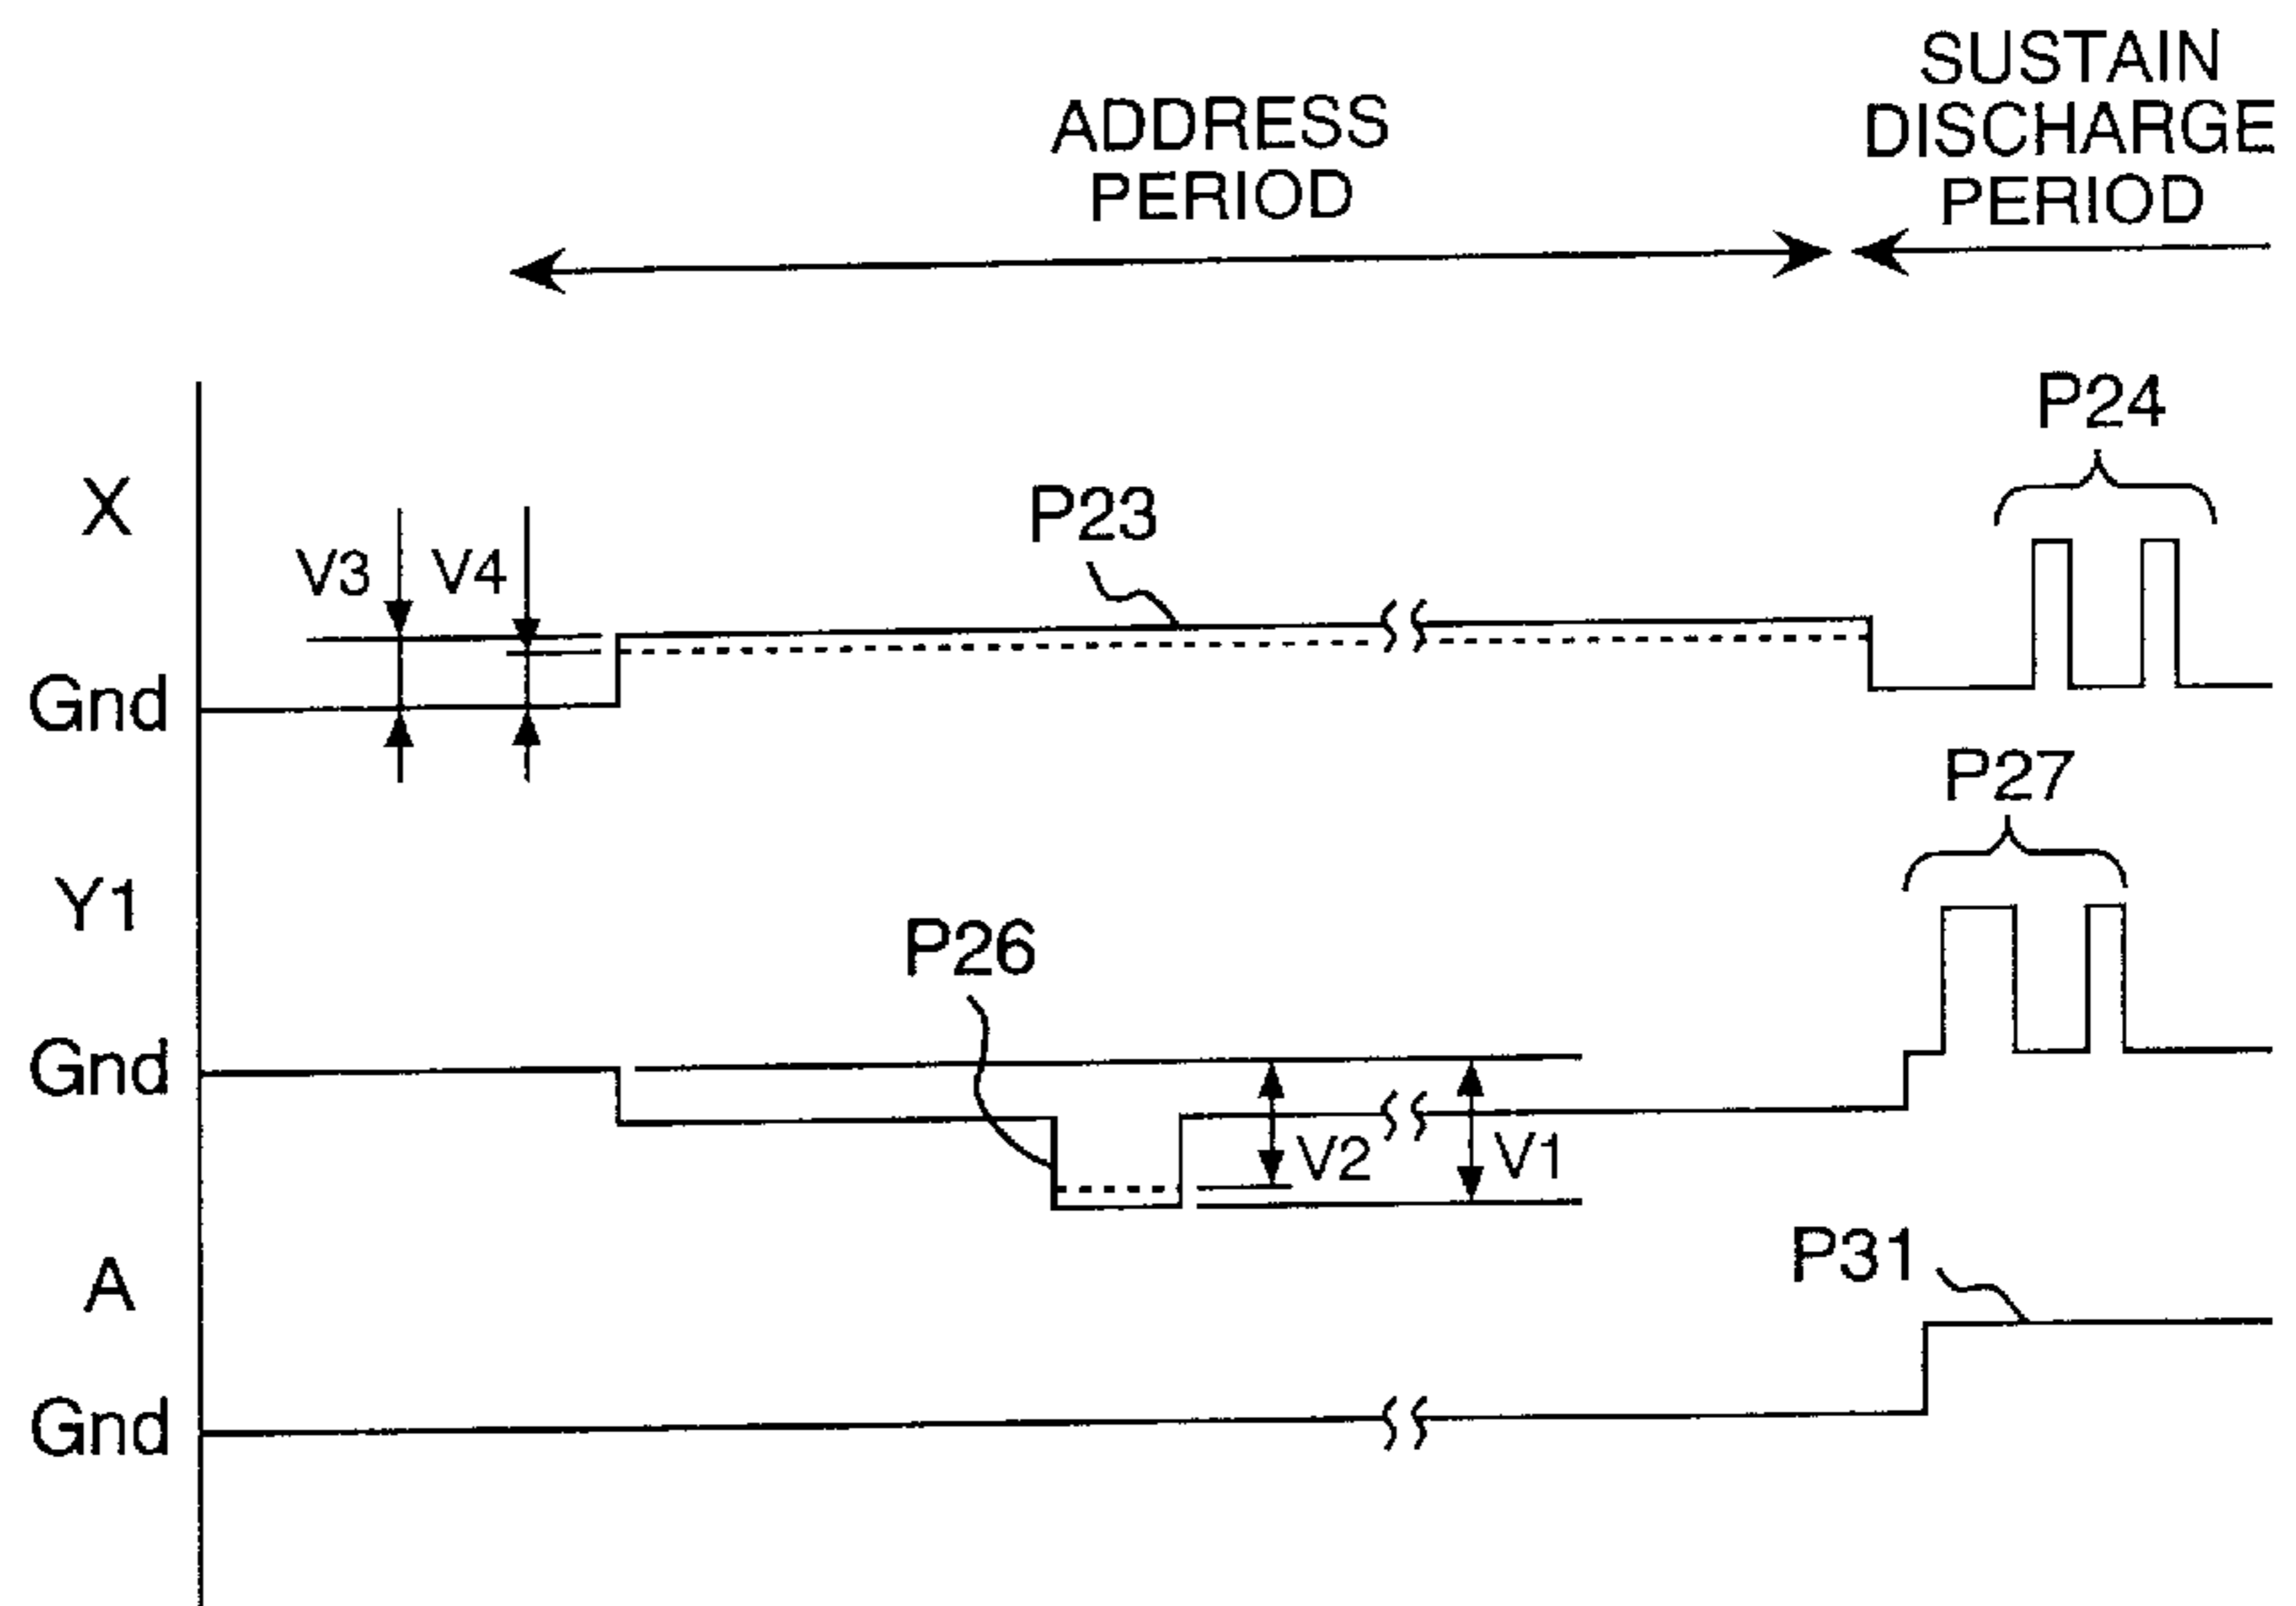 ADDRESS
PERIOD
SUSTAIN
DISCHARGE
PERIOD
X
V3
V4
P23
P24
Gnd
P27
Y1
P26
Gnd
V2
V1
A
P31
Gnd